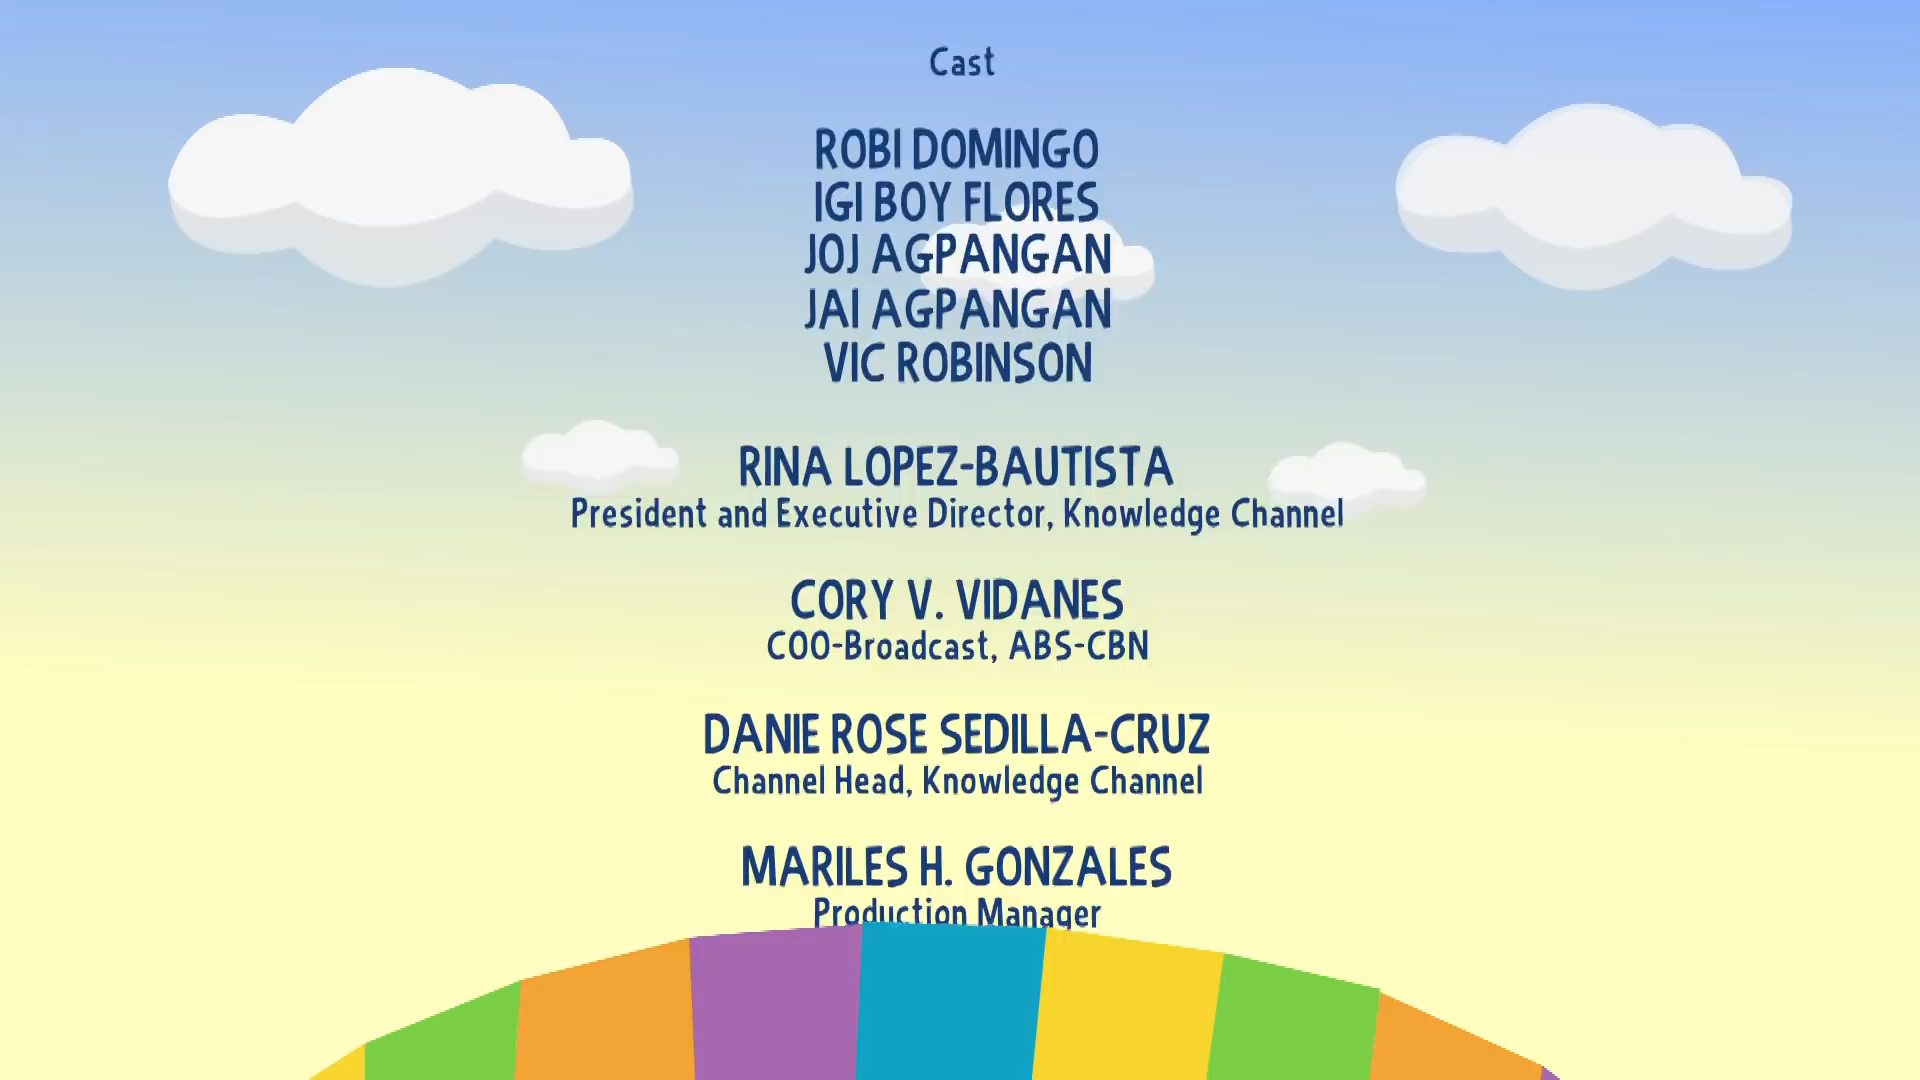 Cast
ROBI DOMINGO
IGI BOY FLORES
JOJ AGPANGAN
JAI AGPANGAN
VIC ROBINSON
RINA LOPEZ-BAUTISTA
President and Executive Director, Knowledge Channel
CORY V. VIDANES
COO-Broadcast, ABS-CBN
DANIE ROSE SEDILLA-CRUZ
Channel Head, Knowledge Channel
MARILES H. GONZALES
Production Manager